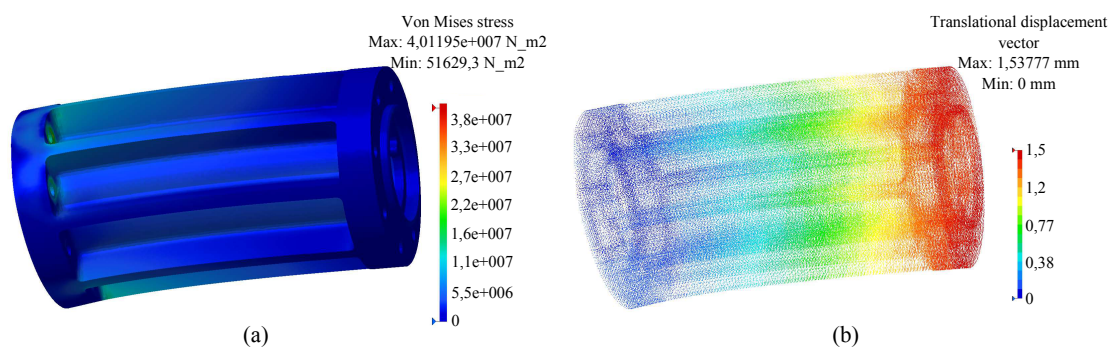 Von Mises stress
Max: 4,01195e+007 N_m2
Min: 51629,3 N_m2
3,8e+007
3,3e+007
2,7e+007
2,2e+007
1,6e+007
1,1e+007
5,5e+006
0
(a)
Translational displacement
vector
Max: 1,53777 mm
Min: 0 mm
1,5
1,2
0,77
0,38
0
(b)